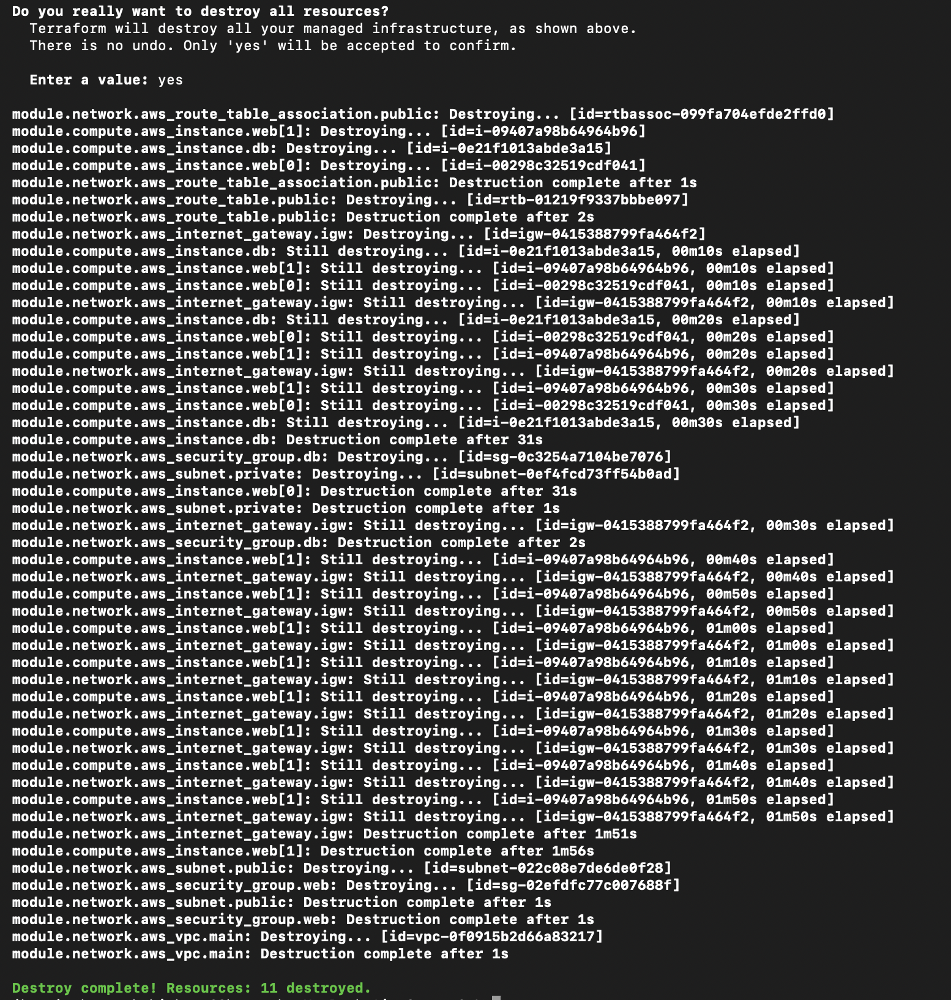 Do you really want to destroy all resources?
Terraform will destroy all your managed infrastructure, as shown above.
There is no undo. Only 'yes' will be accepted to confirm.
Enter a value: yes
module.network.aws_route_table_association.public: Destroying... [id=rtbassoc-099fa704efde2ffd0]
module.compute.aws_instance.web[1]: Destroying... [id=i-09407a98b64964b96]
module.compute.aws_instance.db: Destroying... [id=i-0e21f1013abde3a15]
module.compute.aws_instance.web[0]: Destroying... [id=i-00298c32519cdf041]
module.network.aws_route_table_association.public: Destruction complete after 1s
module.network.aws_route_table.public: Destroying... [id=rtb-01219f9337bbbe097]
module.network.aws_route_table.public: Destruction complete after 2s
module.network.aws_internet_gateway.igw: Destroying... [id=igw-0415388799fa464f2]
module.compute.aws_instance.db: Still destroying... [id=i-0e21f1013abde3a15, 00m10s elapsed]
module.compute.aws_instance.web[1]: Still destroying... [id=i-09407a98b64964b96, 00m10s elapsed]
module.compute.aws_instance.web[0]: Still destroying... [id=i-00298c32519cdf041, 00m10s elapsed]
module.network.aws_internet_gateway.igw: Still destroying... [id=igw-0415388799fa464f2, 00m10s elapsed]
module.compute.aws_instance.db: Still destroying... [id=i-0e21f1013abde3a15, 00m20s elapsed]
module.compute.aws_instance.web[0]: Still destroying... [id=i-00298c32519cdf041, 00m20s elapsed]
module.compute.aws_instance.web[1]: Still destroying... [id=i-09407a98b64964b96, 00m20s elapsed]
module.network.aws_internet_gateway.igw: Still destroying... [id=igw-0415388799fa464f2, 00m20s elapsed]
module.compute.aws_instance.web[1]: Still destroying... [id=i-09407a98b64964b96, 00m30s elapsed]
module.compute.aws_instance.web[0]: Still destroying... [id=i-00298c32519cdf041, 00m30s elapsed]
module.compute.aws_instance.db: Still destroying... [id=i-0e21f1013abde3a15, 00m30s elapsed]
module.compute.aws_instance.db: Destruction complete after 31s
module.network.aws_security_group.db: Destroying... [id=sg-0c3254a7104be7076]
module.network.aws_subnet.private: Destroying... [id=subnet-0ef4fcd73ff54b0ad]
module.compute.aws_instance.web[0]: Destruction complete after 31s
module.network.aws_subnet.private: Destruction complete after 1s
module.network.aws_internet_gateway.igw: Still destroying... [id=igw-0415388799fa464f2, 00m30s elapsed]
module.network.aws_security_group.db: Destruction complete after 2s
module.compute.aws_instance.web[1]: Still destroying... [id=i-09407a98b64964b96, 00m40s elapsed]
module.network.aws_internet_gateway.igw: Still destroying... [id=igw-0415388799fa464f2, 00m40s elapsed]
module.compute.aws_instance.web[1]: Still destroying... [id=i-09407a98b64964b96, 00m50s elapsed]
module.network.aws_internet_gateway.igw: Still destroying... [id=igw-0415388799fa464f2, 00m50s elapsed]
module.compute.aws_instance.web[1]: Still destroying... [id=i-09407a98b64964b96, 01m00s elapsed]
module.network.aws_internet_gateway.igw: Still destroying... [id=igw-0415388799fa464f2, 01m00s elapsed]
module.compute.aws_instance.web[1]: Still destroying... [id=i-09407a98b64964b96, 01m10s elapsed]
module.network.aws_internet_gateway.igw: Still destroying... [id=igw-0415388799fa464f2, 01m10s elapsed]
module.compute.aws_instance.web[1]: Still destroying... [id=i-09407a98b64964b96, 01m20s elapsed]
module.network.aws_internet_gateway.igw: Still destroying... [id=igw-0415388799fa464f2, 01m20s elapsed]
module.compute.aws_instance.web[1]: Still destroying... [id=i-09407a98b64964b96, 01m30s elapsed]
module.network.aws_internet_gateway.igw: Still destroying... [id=igw-0415388799fa464f2, 01m30s elapsed]
module.compute.aws_instance.web[1]: Still destroying... [id=i-09407a98b64964b96, 01m40s elapsed]
module.network.aws_internet_gateway.igw: Still destroying... [id=igw-0415388799fa464f2, 01m40s elapsed]
module.compute.aws_instance.web[1]: Still destroying... [id=i-09407a98b64964b96, 01m50s elapsed]
module.network.aws_internet_gateway.igw: Still destroying... [id=igw-0415388799fa464f2, 01m50s elapsed]
module.network.aws_internet_gateway.igw: Destruction complete after 1m51s
module.compute.aws_instance.web[1]: Destruction complete after 1m56s
module.network.aws_subnet.public: Destroying... [id=subnet-022c08e7de6de0f28]
module.network.aws_security_group.web: Destroying... [id=sg-02efdfc77c007688f]
module.network.aws_subnet.public: Destruction complete after 1s
module.network.aws_security_group.web: Destruction complete after 1s
module.network.aws_vpc.main: Destroying... [id=vpc-0f0915b2d66a83217]
module.network.aws_vpc.main: Destruction complete after 1s
Destroy complete! Resources: 11 destroyed.